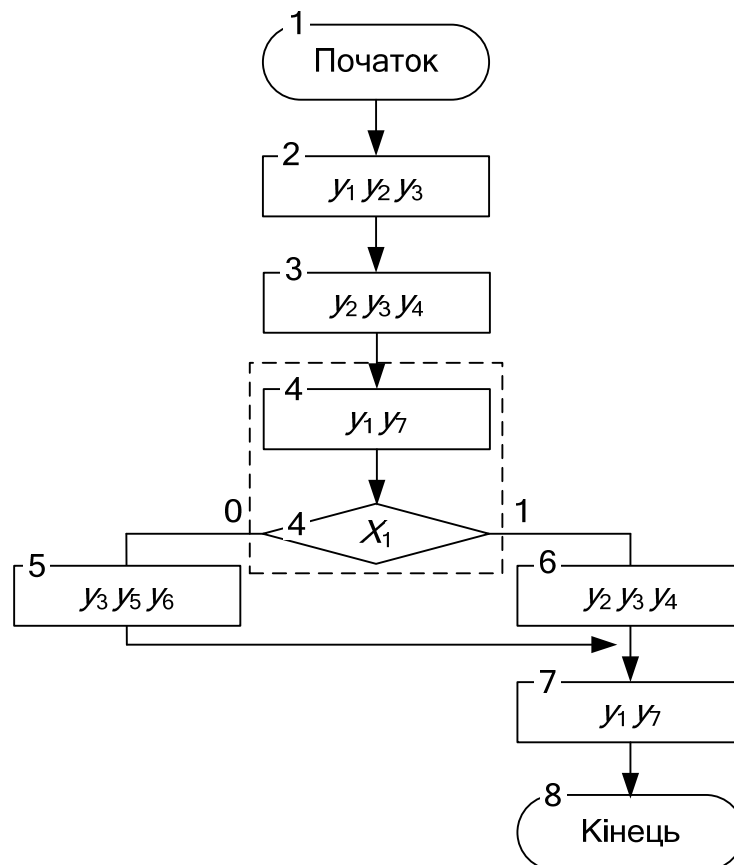 1
Початок
2
y₁ y₂ y₃
3
y₂ y₃ y₄
4
y₁ y₇
0
4
X₁
1
5
y₃ y₅ y₆
6
y₂ y₃ y₄
7
y₁ y₇
8
Кінець